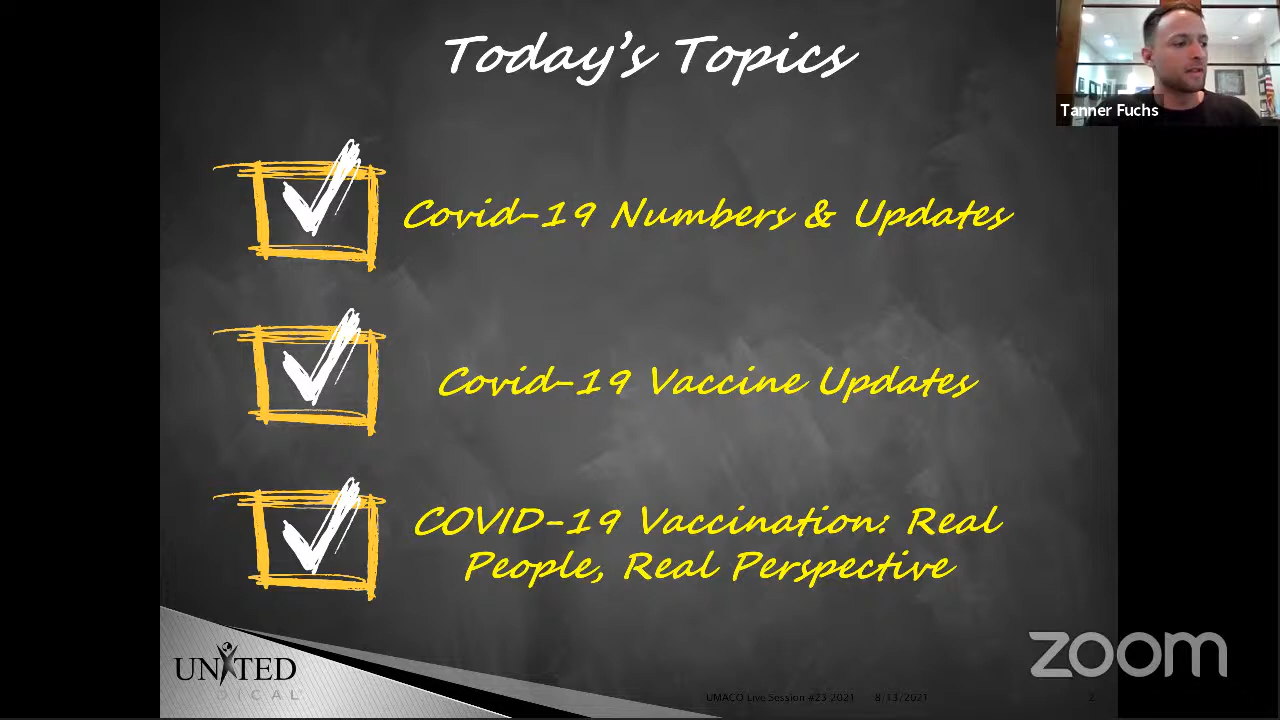 Today's Topics
Tanner Fuchs
Covid-19 Numbers & Updates
Covid-19 Vaccine Updates
COVID-19 Vaccination: Real
People, Real Perspective
UNITED
zoom
UMACO Live Session #23 2021 8/13/2021 2